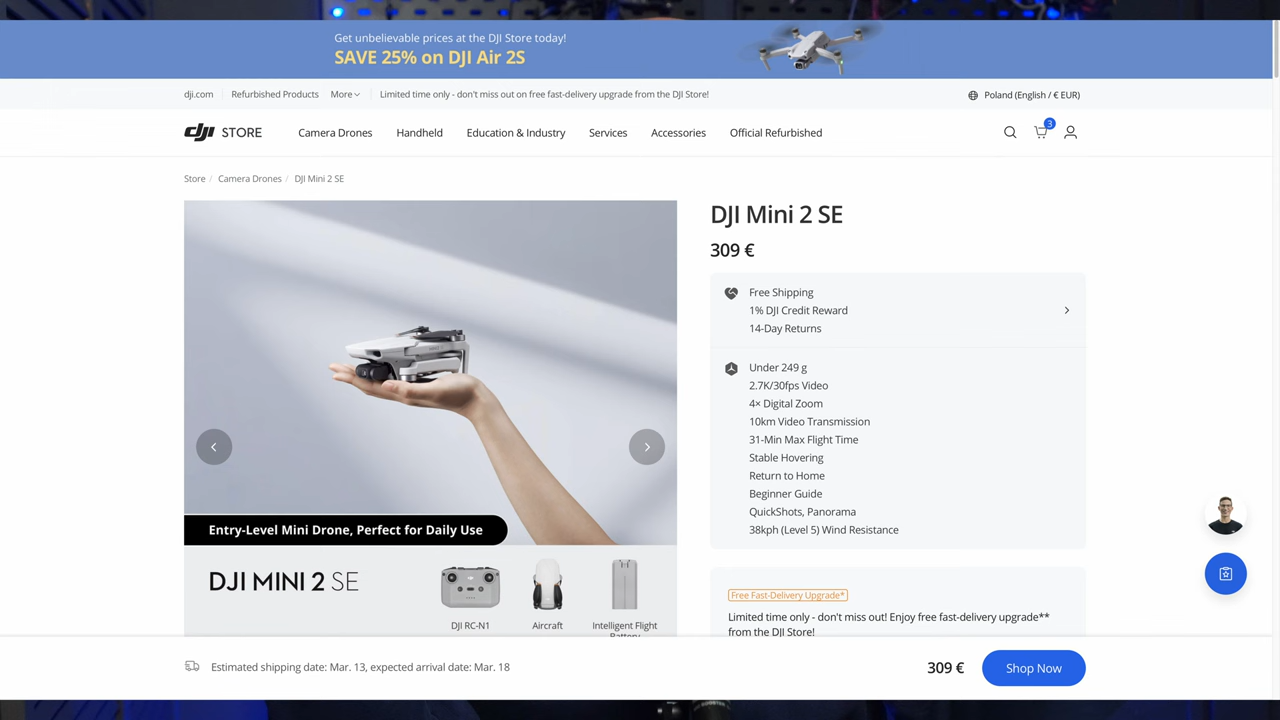 Get unbelievable prices at the DJI Store today!
SAVE 25% on DJI Air 2S
dji.com
Refurbished Products
More
Limited time only - don't miss out on free fast-delivery upgrade from the DJI Store!
Poland (English / € EUR)
dji STORE
Camera Drones
Handheld
Education & Industry
Services
Accessories
Official Refurbished
3
Store / Camera Drones / DJI Mini 2 SE
DJI Mini 2 SE
309 €
Free Shipping
1% DJI Credit Reward
14-Day Returns
Under 249 g
2.7K/30fps Video
4× Digital Zoom
10km Video Transmission
31-Min Max Flight Time
Stable Hovering
Return to Home
Beginner Guide
QuickShots, Panorama
38kph (Level 5) Wind Resistance
Entry-Level Mini Drone, Perfect for Daily Use
DJI MINI 2 SE
DJI RC-N1
Aircraft
Intelligent Flight
Battery
Free Fast-Delivery Upgrade*
Limited time only - don't miss out! Enjoy free fast-delivery upgrade**
from the DJI Store!
Estimated shipping date: Mar. 13, expected arrival date: Mar. 18
309 €
Shop Now